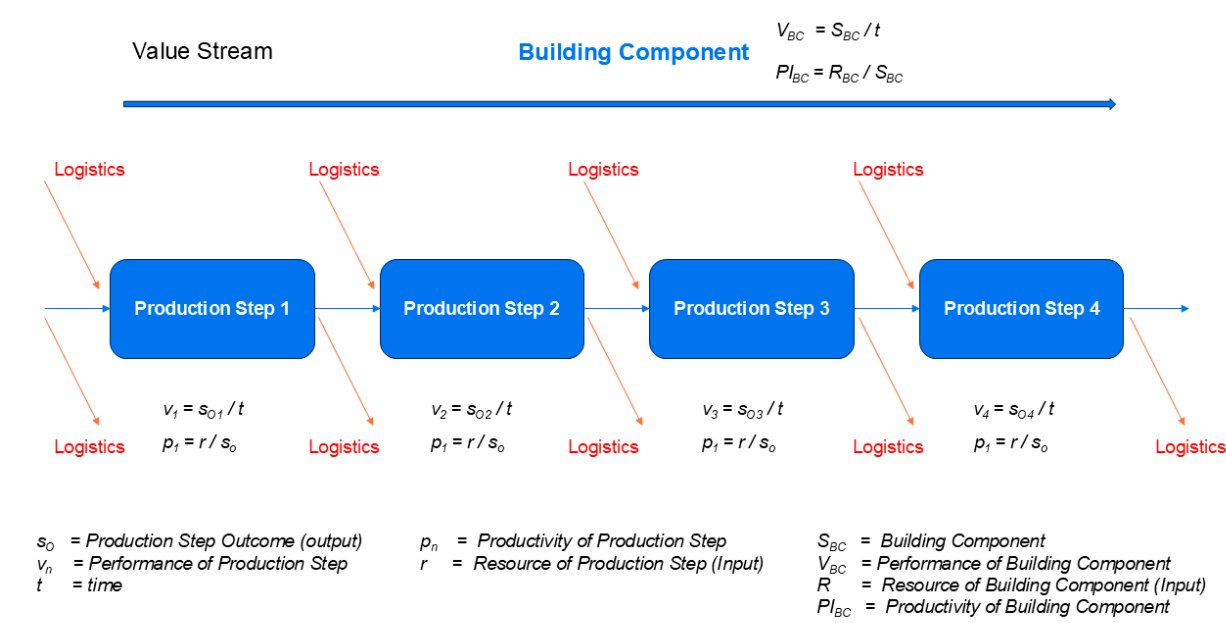 Value Stream
Building Component
V_BC = S_BC / t
PI_BC = R_BC / S_BC
Logistics Logistics Logistics Logistics
Production Step 1 Production Step 2 Production Step 3 Production Step 4
v_1 = s_O1 / t v_2 = s_O2 / t v_3 = s_O3 / t v_4 = s_O4 / t
Logistics p_1 = r / s_o Logistics p_1 = r / s_o Logistics p_1 = r / s_o Logistics p_1 = r / s_o Logistics
s_O = Production Step Outcome (output)
v_n = Performance of Production Step
t = time
p_n = Productivity of Production Step
r = Resource of Production Step (Input)
S_BC = Building Component
V_BC = Performance of Building Component
R = Resource of Building Component (Input)
PI_BC = Productivity of Building Component